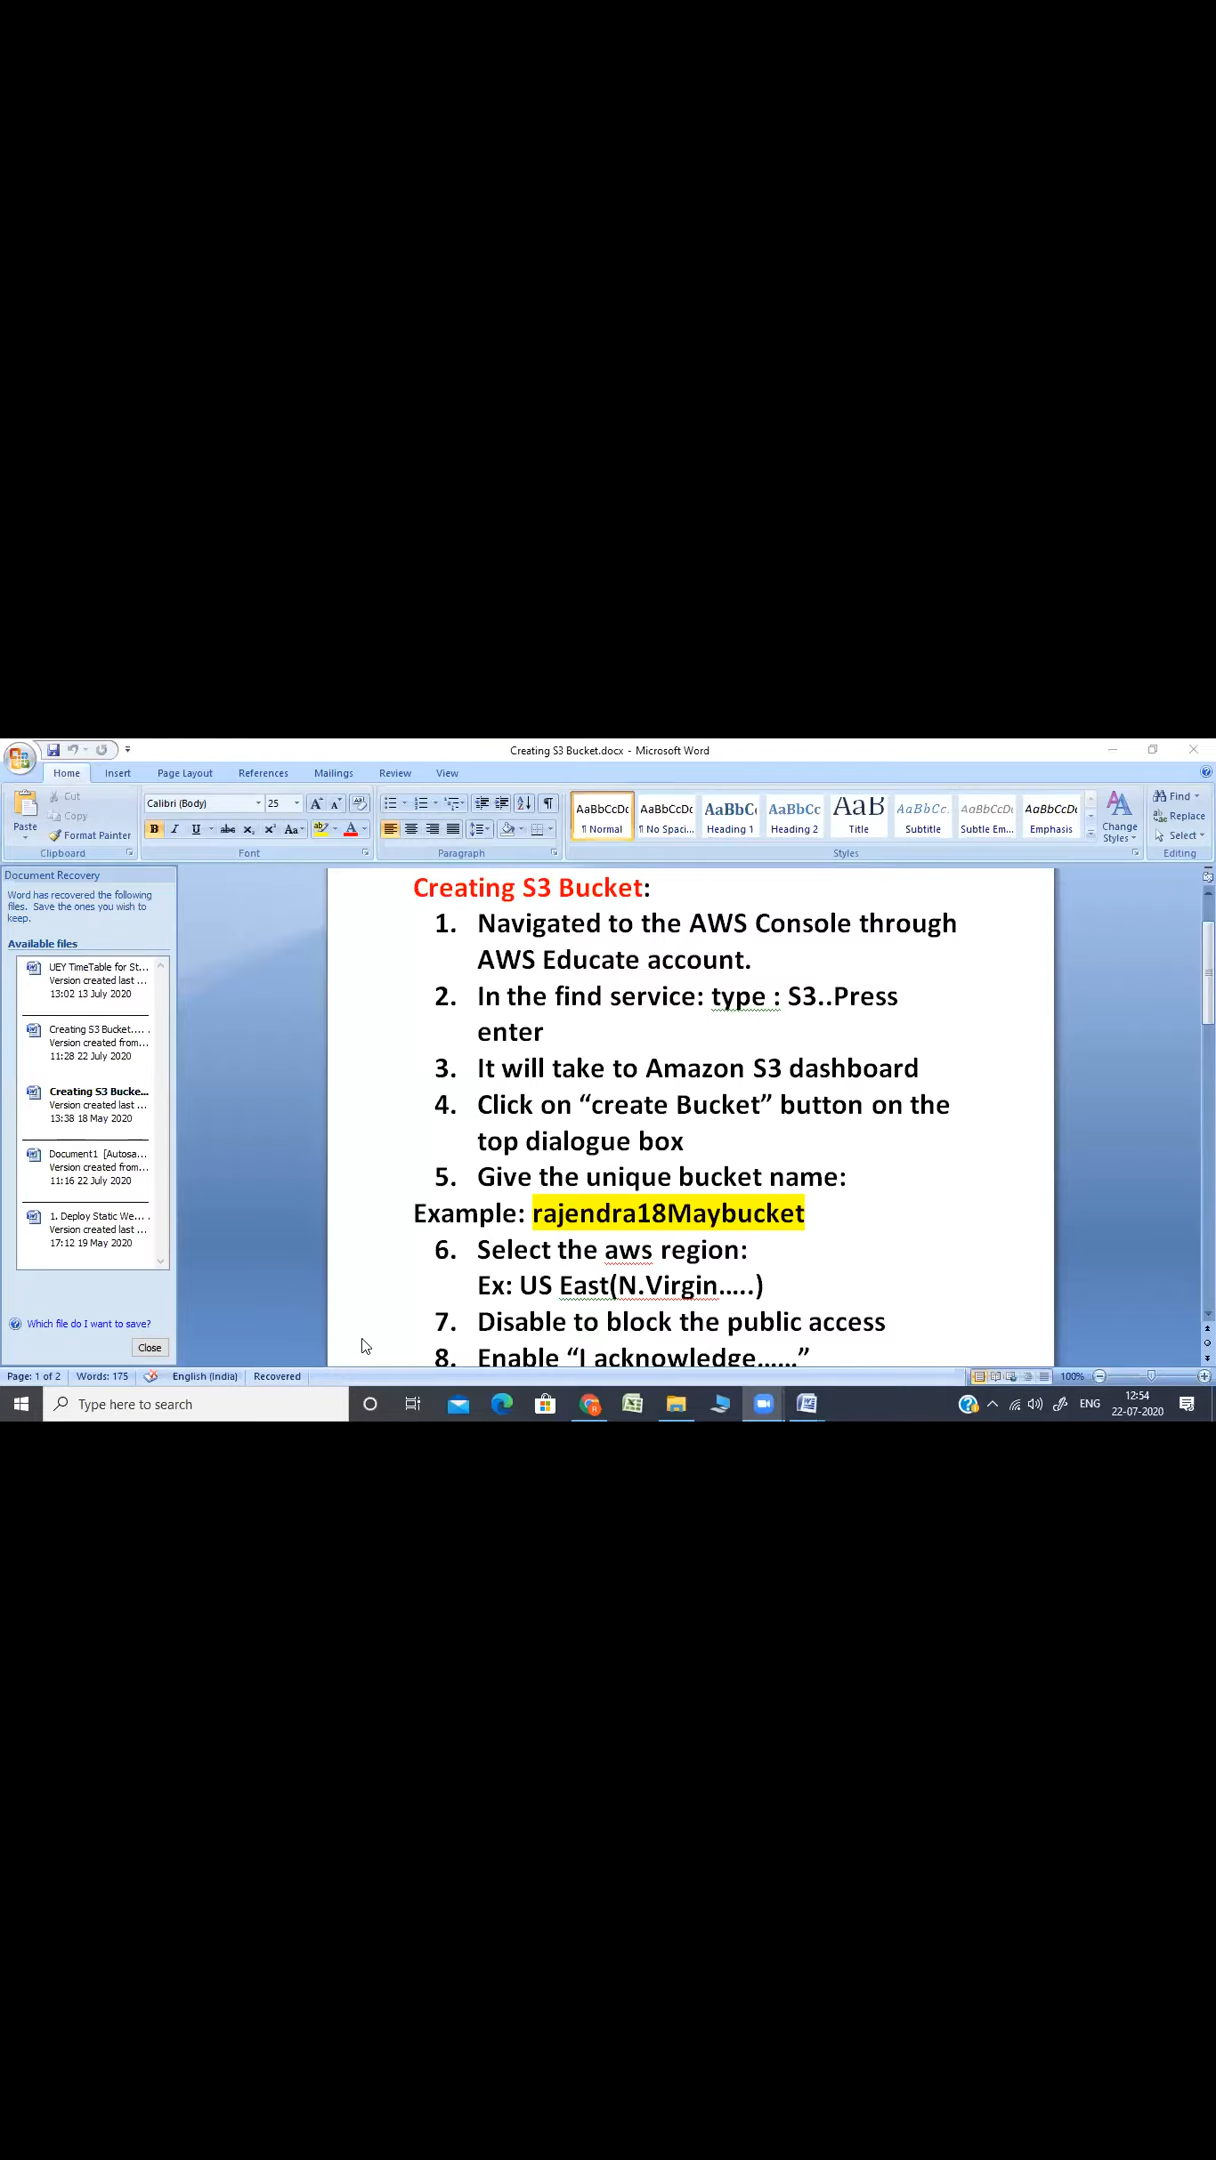 Creating S3 Bucket.docx - Microsoft Word
Home Insert Page Layout References Mailings Review View
Paste
Cut
Copy
Format Painter
Clipboard
Calibri (Body) 25
Font
Paragraph
AaBbCcDc AaBbCcDc AaBbC( AaBbCc AaB AaBbCc. AaBbCcDı AaBbCcDc
¶ Normal ¶ No Spaci... Heading 1 Heading 2 Title Subtitle Subtle Em... Emphasis
Change Styles
Styles
Find
Replace
Select
Editing
Document Recovery
Word has recovered the following
files. Save the ones you wish to
keep.
Available files
UEY TimeTable for St...
Version created last ...
13:02 13 July 2020
Creating S3 Bucket....
Version created from...
11:28 22 July 2020
Creating S3 Bucke...
Version created last ...
13:38 18 May 2020
Document1 [Autosa...
Version created from...
11:16 22 July 2020
1. Deploy Static We...
Version created last ...
17:12 19 May 2020
Which file do I want to save?
Close
Creating S3 Bucket:
1. Navigated to the AWS Console through
AWS Educate account.
2. In the find service: type : S3..Press
enter
3. It will take to Amazon S3 dashboard
4. Click on “create Bucket” button on the
top dialogue box
5. Give the unique bucket name:
Example: rajendra18Maybucket
6. Select the aws region:
Ex: US East(N.Virgin…..)
7. Disable to block the public access
8. Enable “I acknowledge……”
Page: 1 of 2 Words: 175 English (India) Recovered 100%
Type here to search
ENG
12:54
22-07-2020